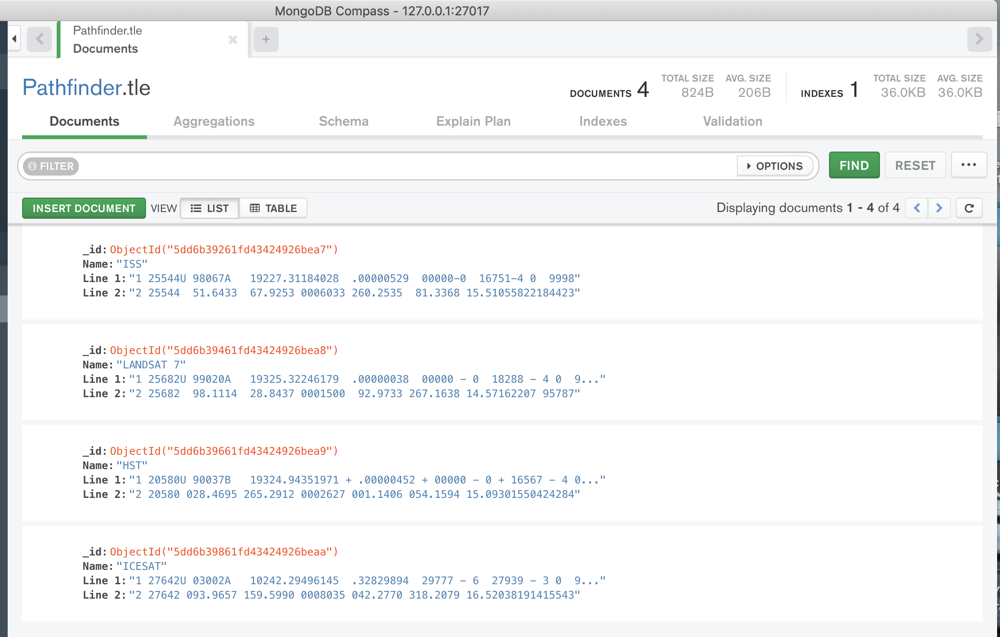 MongoDB Compass - 127.0.0.1:27017
Pathfinder.tle
Documents
Pathfinder.tle
DOCUMENTS 4
TOTAL SIZE
824B
AVG. SIZE
206B
INDEXES 1
TOTAL SIZE
36.0KB
AVG. SIZE
36.0KB
Documents
Aggregations
Schema
Explain Plan
Indexes
Validation
FILTER
OPTIONS
FIND
RESET
INSERT DOCUMENT
VIEW
LIST
TABLE
Displaying documents 1 - 4 of 4
_id: ObjectId("5dd6b39261fd43424926bea7")
Name: "ISS"
Line 1: "1 25544U 98067A   19227.31184028  .00000529  00000-0  16751-4 0  9998"
Line 2: "2 25544  51.6433  67.9253 0006033 260.2535  81.3368 15.51055822184423"
_id: ObjectId("5dd6b39461fd43424926bea8")
Name: "LANDSAT 7"
Line 1: "1 25682U 99020A   19325.32246179  .00000038  00000 - 0  18288 - 4 0  9..."
Line 2: "2 25682  98.1114  28.8437 0001500  92.9733 267.1638 14.57162207 95787"
_id: ObjectId("5dd6b39661fd43424926bea9")
Name: "HST"
Line 1: "1 20580U 90037B   19324.94351971 + .00000452 + 00000 - 0 + 16567 - 4 0..."
Line 2: "2 20580 028.4695 265.2912 0002627 001.1406 054.1594 15.09301550424284"
_id: ObjectId("5dd6b39861fd43424926beaa")
Name: "ICESAT"
Line 1: "1 27642U 03002A   10242.29496145  .32829894  29777 - 6  27939 - 3 0  9..."
Line 2: "2 27642 093.9657 159.5990 0008035 042.2770 318.2079 16.52038191415543"